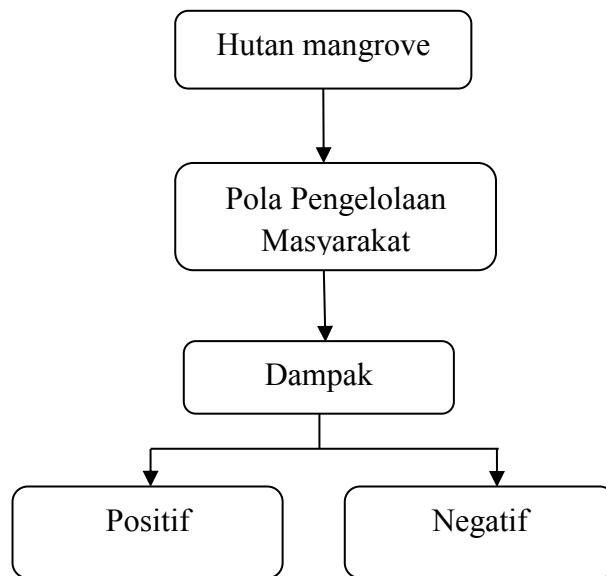 Hutan mangrove
Pola Pengelolaan
Masyarakat
Dampak
Positif
Negatif